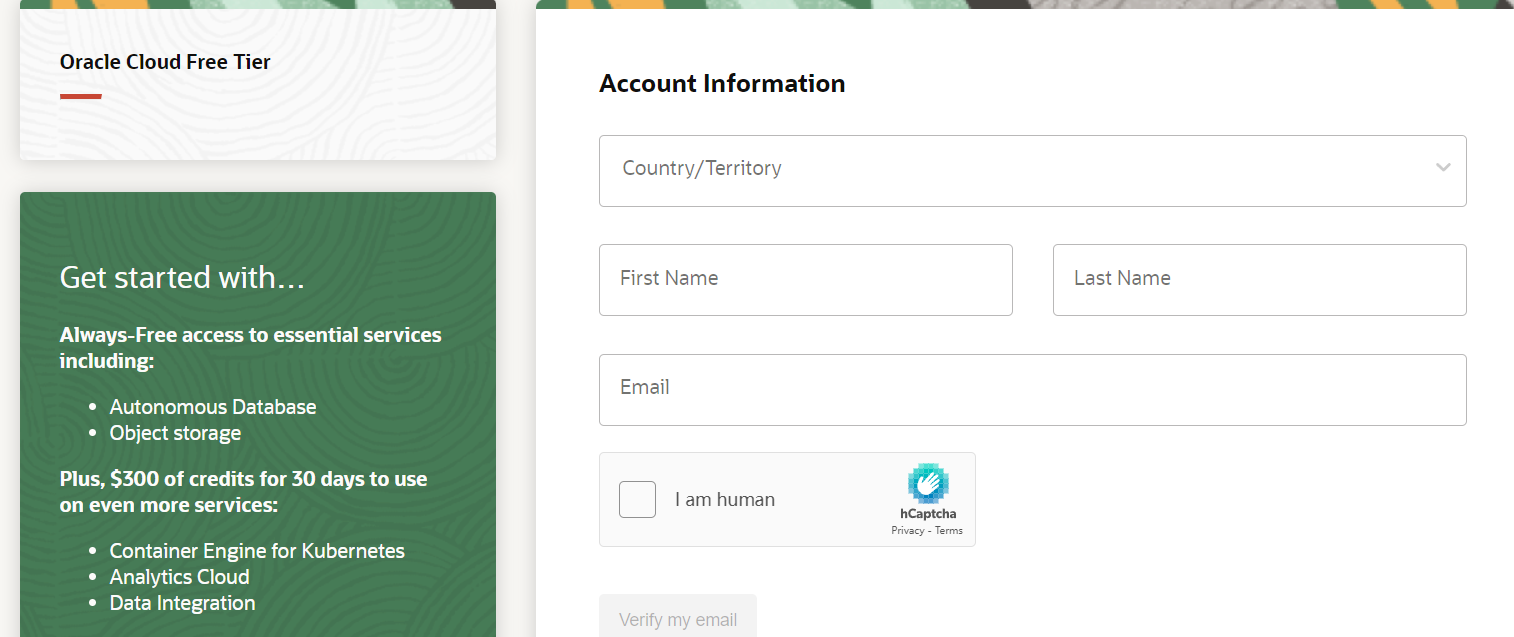 Oracle Cloud Free Tier
Get started with...
Always-Free access to essential services
including:
• Autonomous Database
• Object storage
Plus, $300 of credits for 30 days to use
on even more services:
• Container Engine for Kubernetes
• Analytics Cloud
• Data Integration
Account Information
Country/Territory
First Name
Last Name
Email
I am human
hCaptcha
Privacy - Terms
Verify my email